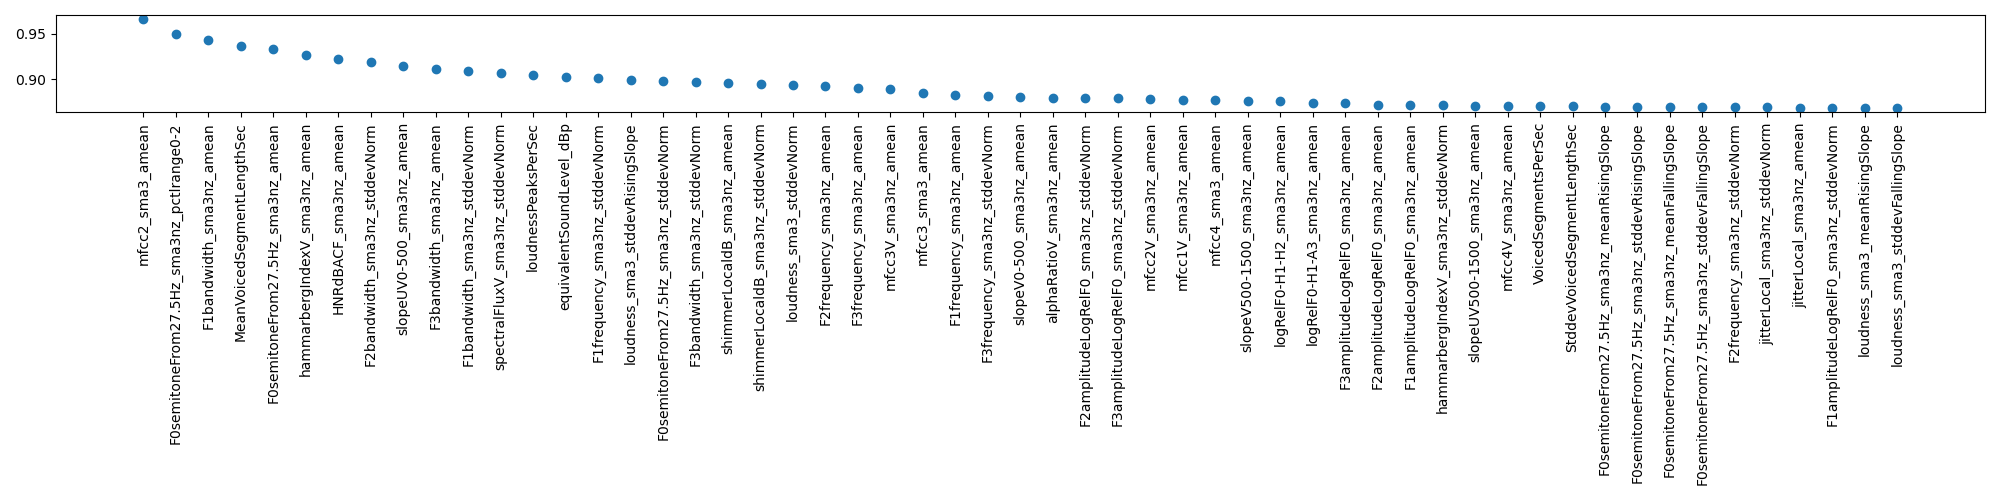 0.95
0.90
mfcc2_sma3_amean
F0semitoneFrom27.5Hz_sma3nz_pctlrange0-2
F1bandwidth_sma3nz_amean
MeanVoicedSegmentLengthSec
F0semitoneFrom27.5Hz_sma3nz_amean
hammarbergIndexV_sma3nz_amean
HNRdBACF_sma3nz_amean
F2bandwidth_sma3nz_stddevNorm
slopeUV0-500_sma3nz_amean
F3bandwidth_sma3nz_amean
F1bandwidth_sma3nz_stddevNorm
spectralFluxV_sma3nz_stddevNorm
loudnessPeaksPerSec
equivalentSoundLevel_dBp
F1frequency_sma3nz_stddevNorm
loudness_sma3_stddevRisingSlope
F0semitoneFrom27.5Hz_sma3nz_stddevNorm
F3bandwidth_sma3nz_stddevNorm
shimmerLocaldB_sma3nz_amean
shimmerLocaldB_sma3nz_stddevNorm
loudness_sma3_stddevNorm
F2frequency_sma3nz_amean
F3frequency_sma3nz_amean
mfcc3V_sma3nz_amean
mfcc3_sma3_amean
F1frequency_sma3nz_amean
F3frequency_sma3nz_stddevNorm
slopeV0-500_sma3nz_amean
alphaRatioV_sma3nz_amean
F2amplitudeLogRelF0_sma3nz_stddevNorm
F3amplitudeLogRelF0_sma3nz_stddevNorm
mfcc2V_sma3nz_amean
mfcc1V_sma3nz_amean
mfcc4_sma3_amean
slopeV500-1500_sma3nz_amean
logRelF0-H1-H2_sma3nz_amean
logRelF0-H1-A3_sma3nz_amean
F3amplitudeLogRelF0_sma3nz_amean
F2amplitudeLogRelF0_sma3nz_amean
F1amplitudeLogRelF0_sma3nz_amean
hammarbergIndexV_sma3nz_stddevNorm
slopeUV500-1500_sma3nz_amean
mfcc4V_sma3nz_amean
VoicedSegmentsPerSec
StddevVoicedSegmentLengthSec
F0semitoneFrom27.5Hz_sma3nz_meanRisingSlope
F0semitoneFrom27.5Hz_sma3nz_stddevRisingSlope
F0semitoneFrom27.5Hz_sma3nz_meanFallingSlope
F0semitoneFrom27.5Hz_sma3nz_stddevFallingSlope
F2frequency_sma3nz_stddevNorm
jitterLocal_sma3nz_stddevNorm
jitterLocal_sma3nz_amean
F1amplitudeLogRelF0_sma3nz_stddevNorm
loudness_sma3_meanRisingSlope
loudness_sma3_stddevFallingSlope